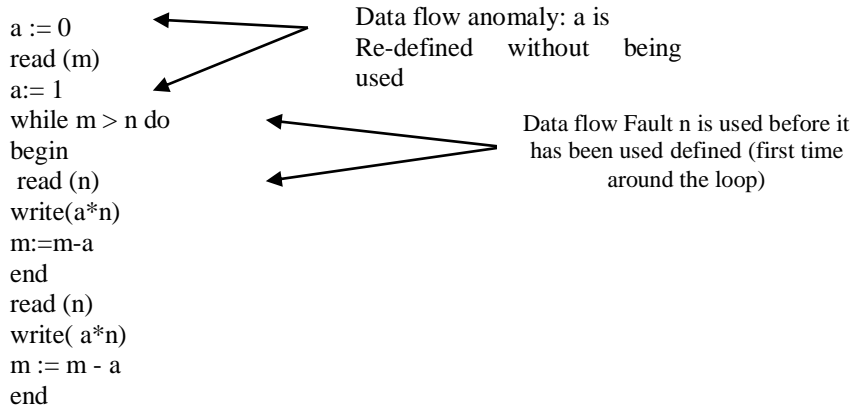 a := 0
read (m)
a:= 1
while m > n do
begin
read (n)
write(a*n)
m:=m-a
end
read (n)
write( a*n)
m := m - a
end
Data flow anomaly: a is
Re-defined without being
used
Data flow Fault n is used before it
has been used defined (first time
around the loop)